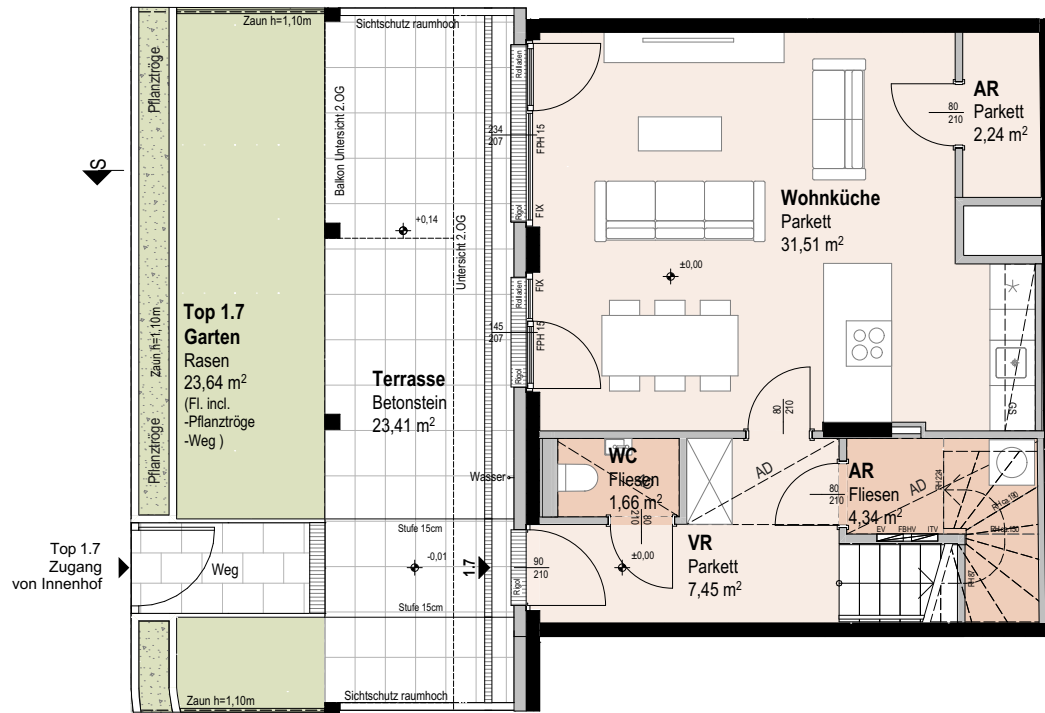 Zaun h=1,10m
Sichtschutz raumhoch
Pflanztröge
Balkon Untersicht 2.OG
Untersicht 2.OG
S
+0,14
Rollladen
234
207
FPH 15
FIX
Rigol
AR
Parkett
2,24 m²
80
210
Wohnküche
Parkett
31,51 m²
±0,00
Zaun h=1,10m
Top 1.7
Garten
Rasen
23,64 m²
(Fl. incl.
-Pflanztröge
-Weg )
Terrasse
Betonstein
23,41 m²
Rollladen
FIX
145
207
FPH 15
Rigol
GS
80
210
Pflanztröge
Wasser
WC
Fliesen
1,66 m²
AD
80
210
AD
80
210
AR
Fliesen
4,34 m²
AD
EV
FBHV
ITV
Stufe 15cm
Top 1.7
Zugang
von Innenhof
Weg
-0,01
1.7
Rigol
90
210
±0,00
VR
Parkett
7,45 m²
Stufe 15cm
Zaun h=1,10m
Sichtschutz raumhoch